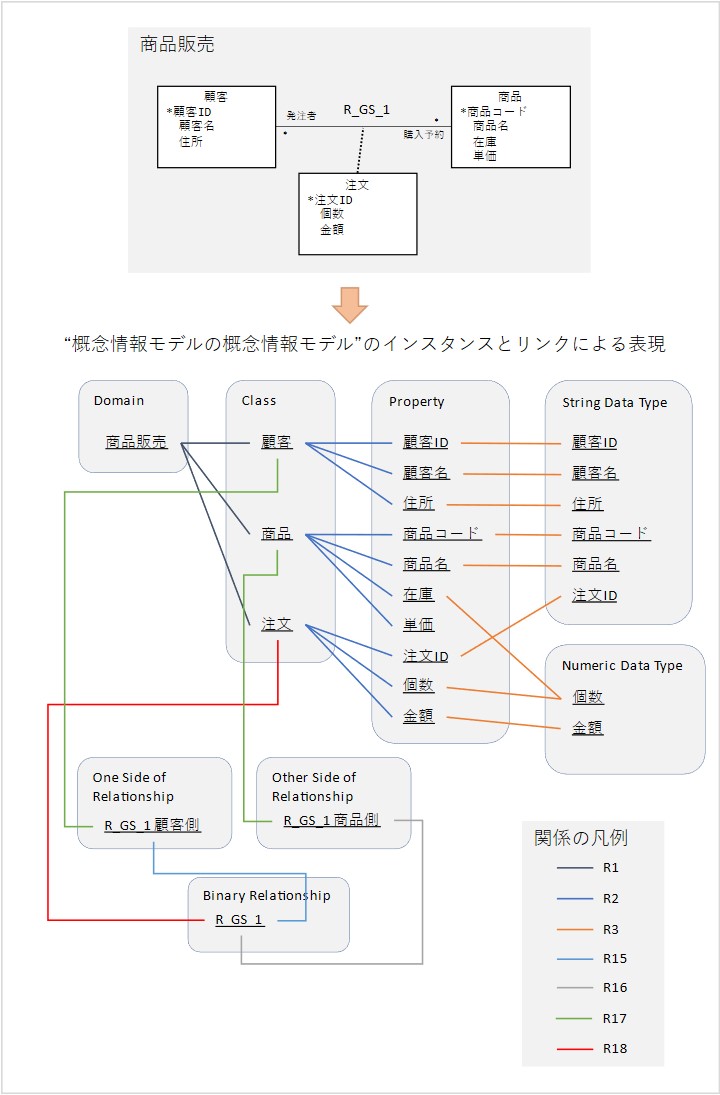 商品販売
顧客
*顧客ID
顧客名
住所
発注者
R_GS_1
購入予約
商品
*商品コード
商品名
在庫
単価
注文
*注文ID
個数
金額
“概念情報モデルの概念情報モデル”のインスタンスとリンクによる表現
Domain
商品販売
Class
顧客
商品
注文
Property
顧客ID
顧客名
住所
商品コード
商品名
在庫
単価
注文ID
個数
金額
String Data Type
顧客ID
顧客名
住所
商品コード
商品名
注文ID
Numeric Data Type
個数
金額
One Side of
Relationship
R_GS_1顧客側
Other Side of
Relationship
R_GS_1商品側
Binary Relationship
R_GS_1
関係の凡例
R1
R2
R3
R15
R16
R17
R18